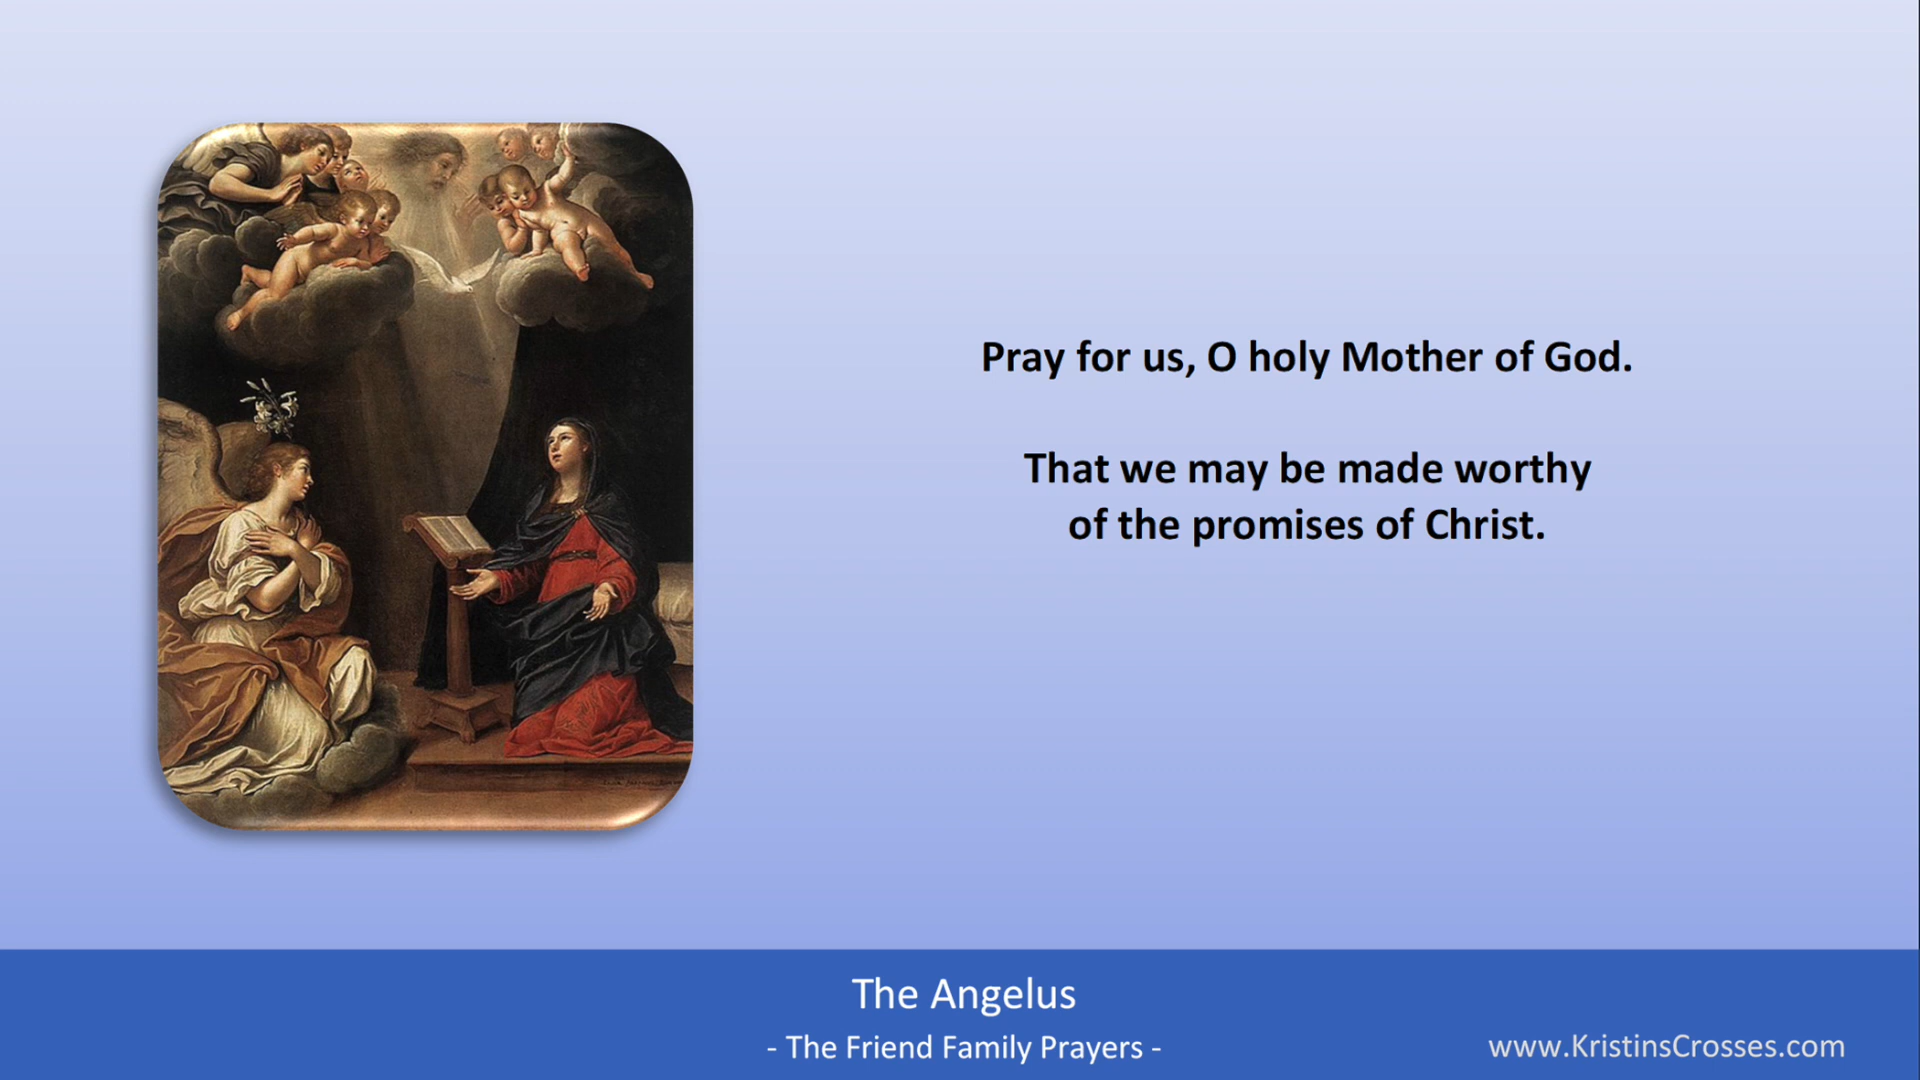 Pray for us, O holy Mother of God.
That we may be made worthy
of the promises of Christ.
The Angelus
- The Friend Family Prayers -
www.KristinsCrosses.com